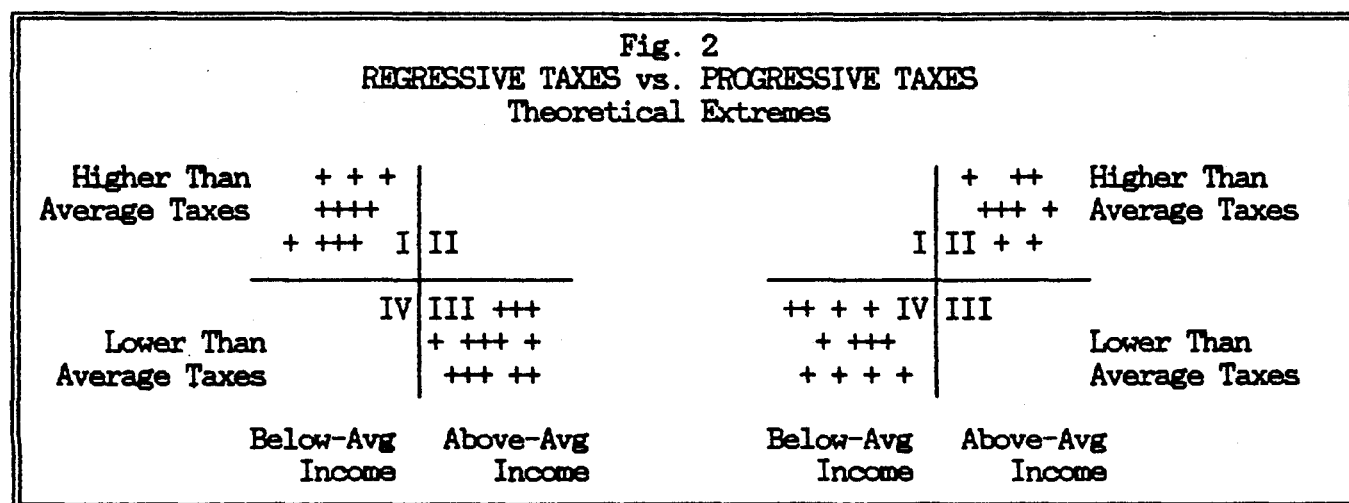 Fig. 2
REGRESSIVE TAXES vs. PROGRESSIVE TAXES
Theoretical Extremes
Higher Than + + + + ++ Higher Than
Average Taxes ++++ +++ + Average Taxes
+ +++ I II I II + +
IV III +++ ++ + + IV III
Lower Than + +++ + + +++ Lower Than
Average Taxes +++ ++ + + + + Average Taxes
Below-Avg Above-Avg Below-Avg Above-Avg
Income Income Income Income